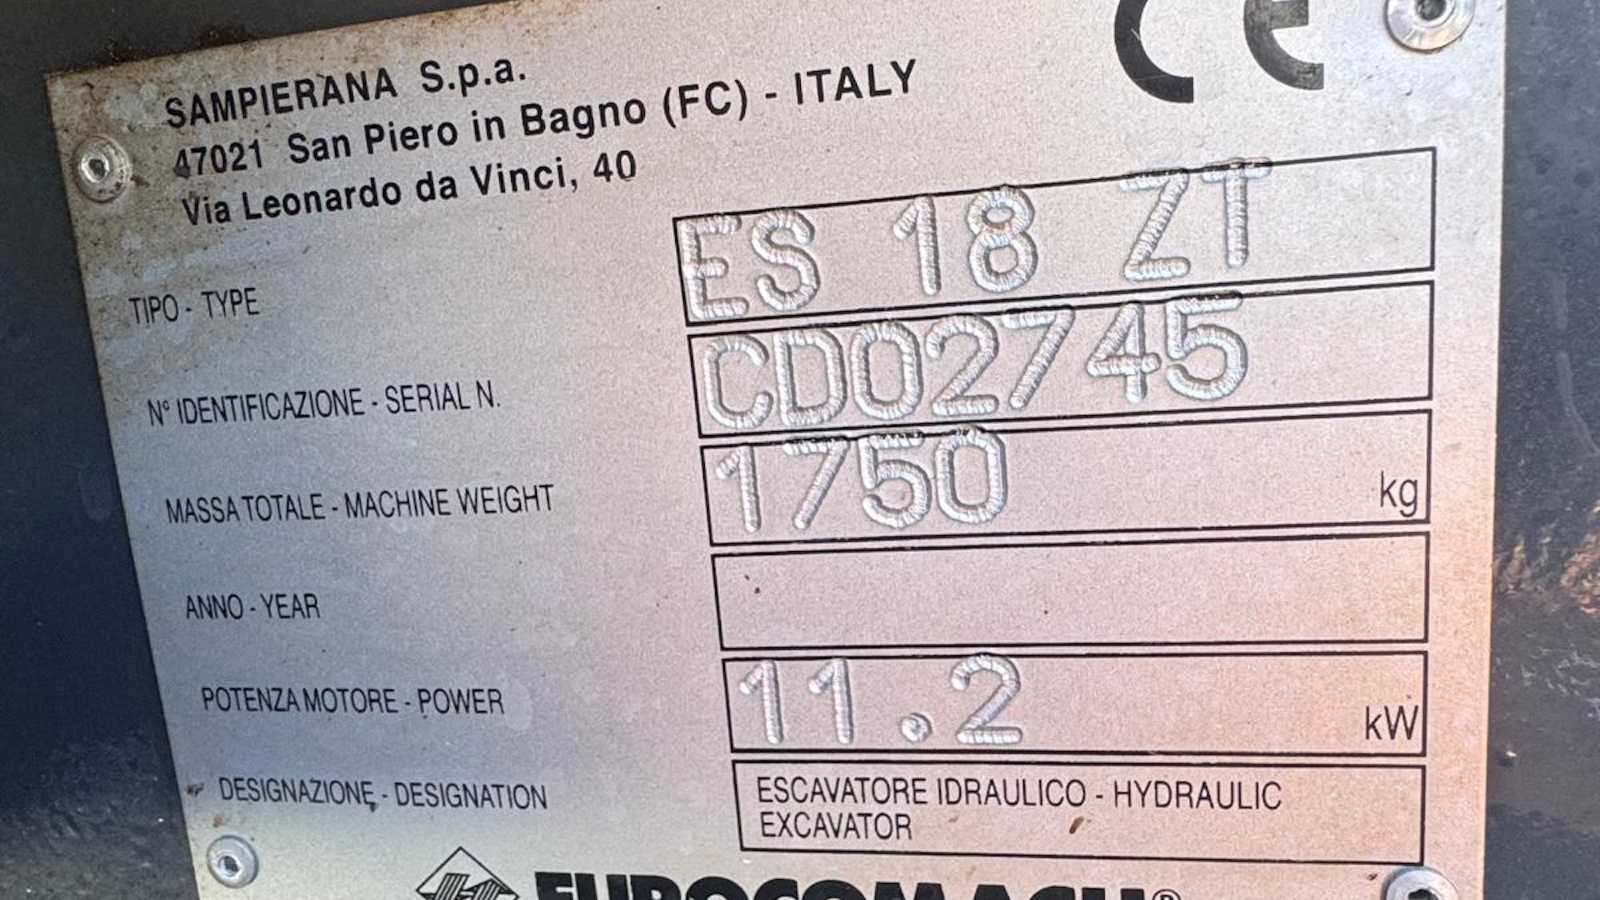 CE
SAMPIERANA S.p.a.
47021 San Piero in Bagno (FC) - ITALY
Via Leonardo da Vinci, 40
TIPO - TYPE ES 18 ZT
N° IDENTIFICAZIONE - SERIAL N. CD02745
MASSA TOTALE - MACHINE WEIGHT 1750 kg
ANNO - YEAR
POTENZA MOTORE - POWER 11.2 kW
DESIGNAZIONE - DESIGNATION ESCAVATORE IDRAULICO - HYDRAULIC
EXCAVATOR
EUROCOMACH®